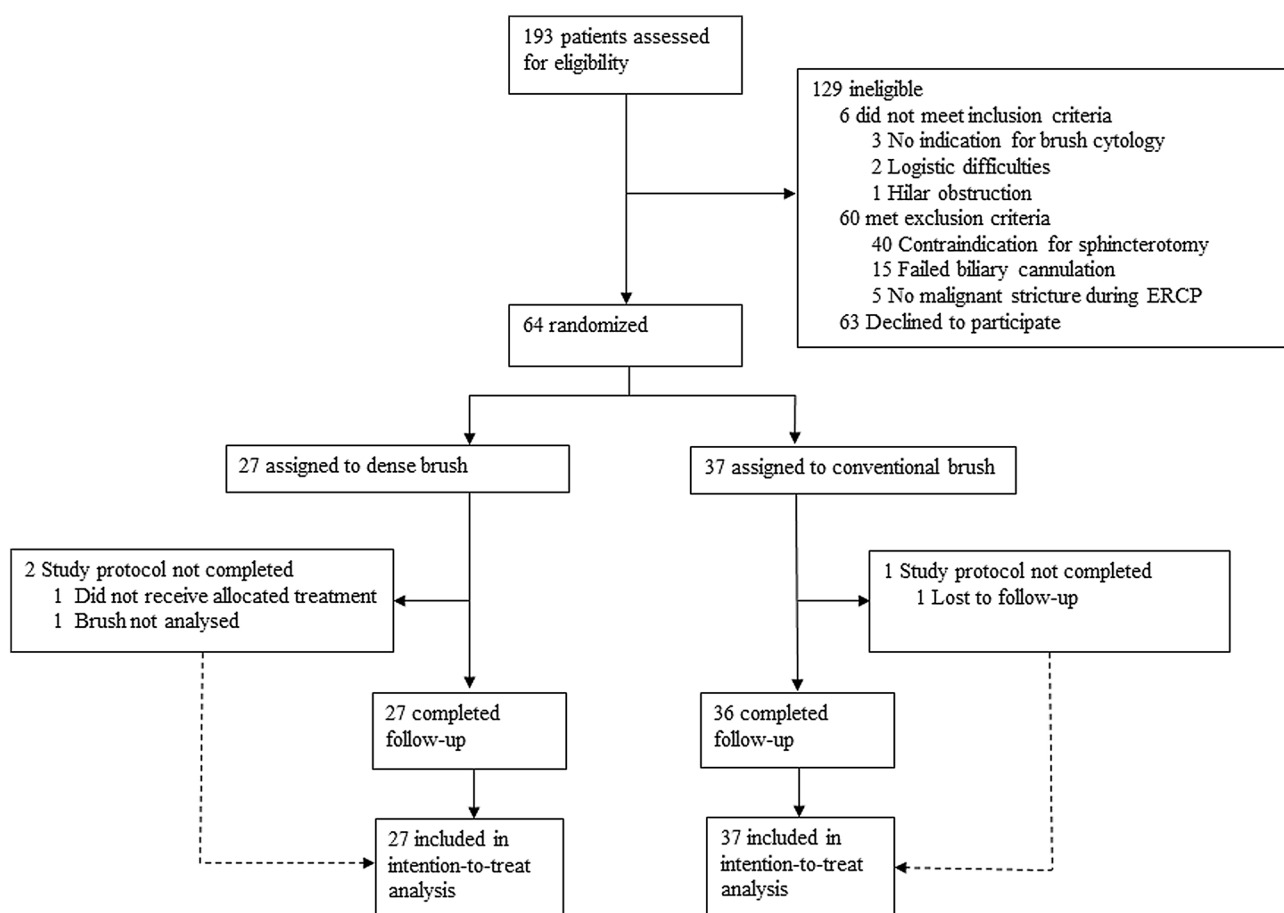 193 patients assessed
for eligibility
129 ineligible
6 did not meet inclusion criteria
3 No indication for brush cytology
2 Logistic difficulties
1 Hilar obstruction
60 met exclusion criteria
40 Contraindication for sphincterotomy
15 Failed biliary cannulation
5 No malignant stricture during ERCP
63 Declined to participate
64 randomized
27 assigned to dense brush
37 assigned to conventional brush
2 Study protocol not completed
1 Did not receive allocated treatment
1 Brush not analysed
1 Study protocol not completed
1 Lost to follow-up
27 completed
follow-up
36 completed
follow-up
27 included in
intention-to-treat
analysis
37 included in
intention-to-treat
analysis